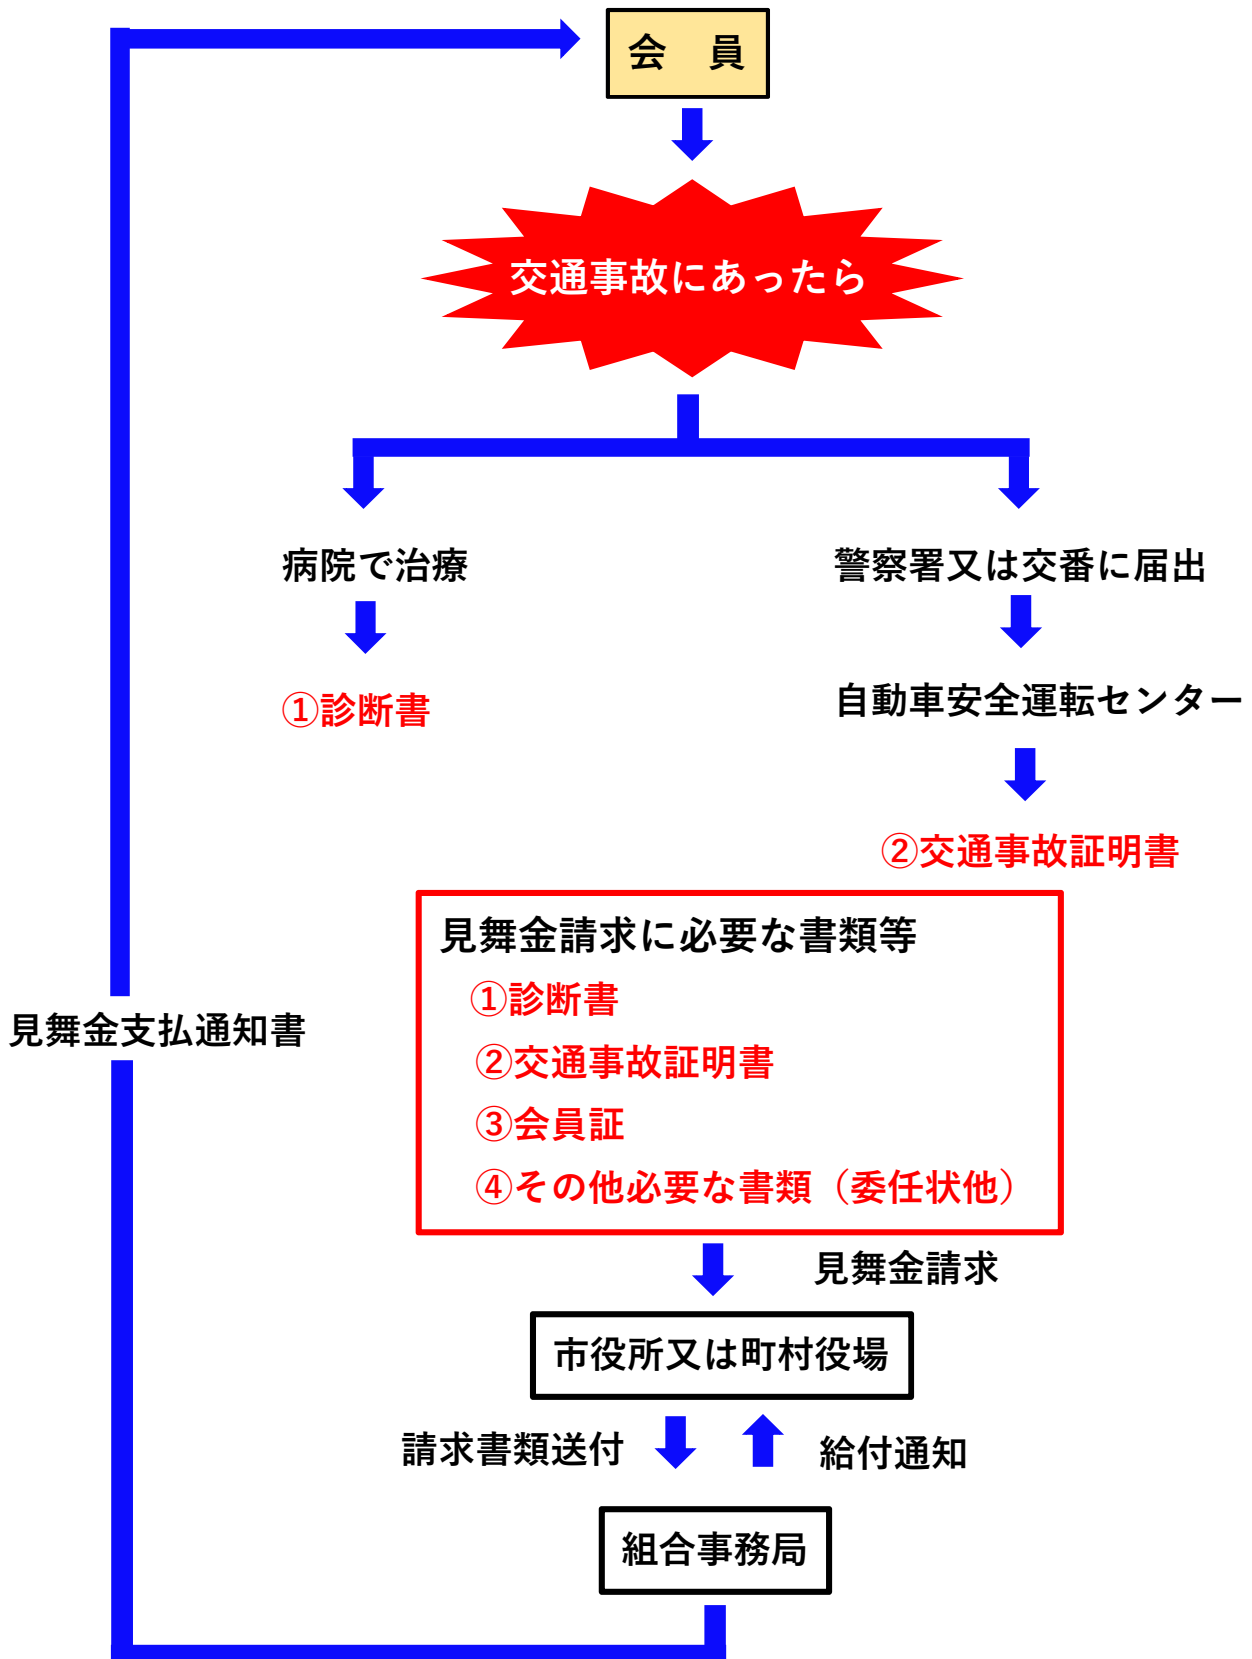 会　員
交通事故にあったら
病院で治療
警察署又は交番に届出
①診断書
自動車安全運転センター
②交通事故証明書
見舞金請求に必要な書類等
①診断書
②交通事故証明書
③会員証
④その他必要な書類（委任状他）
見舞金支払通知書
見舞金請求
市役所又は町村役場
請求書類送付
給付通知
組合事務局